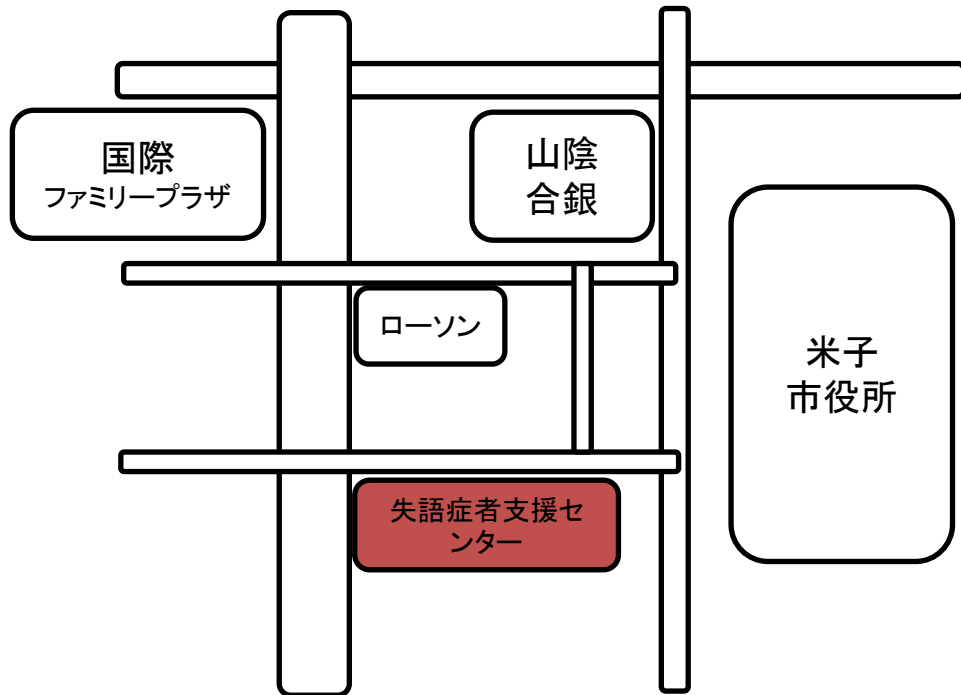 国際
ファミリープラザ
山陰
合銀
ローソン
米子
市役所
失語症者支援セ
ンター